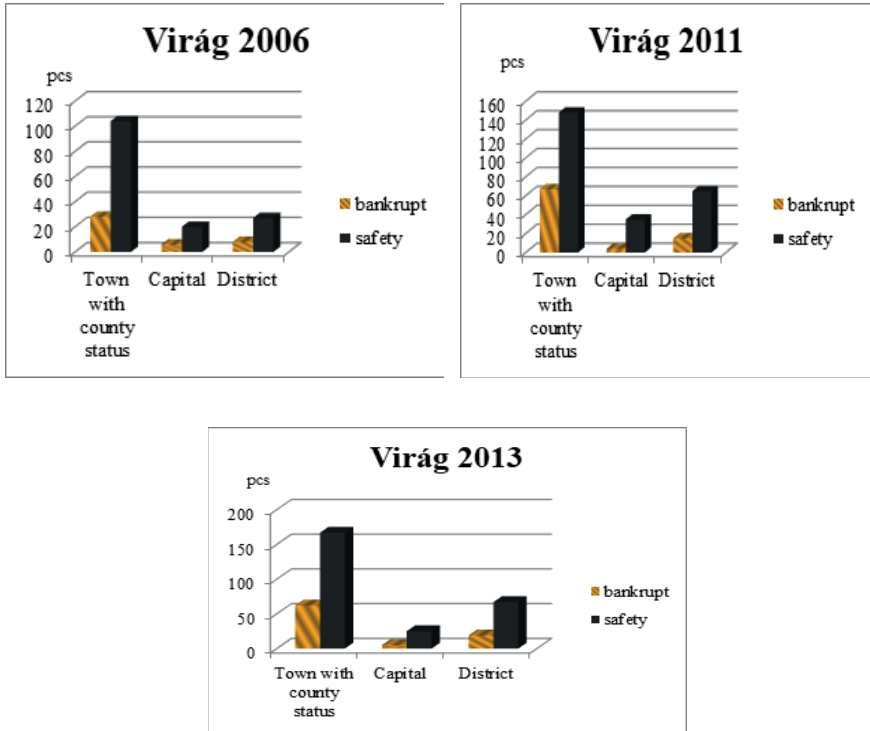 Virág 2006
pcs
120
100
80
60
40
20
0
Town
with
county
status
Capital
District
bankrupt
safety
Virág 2011
pcs
160
140
120
100
80
60
40
20
0
Town
with
county
status
Capital
District
bankrupt
safety
Virág 2013
pcs
200
150
100
50
0
Town with
county
status
Capital
District
bankrupt
safety